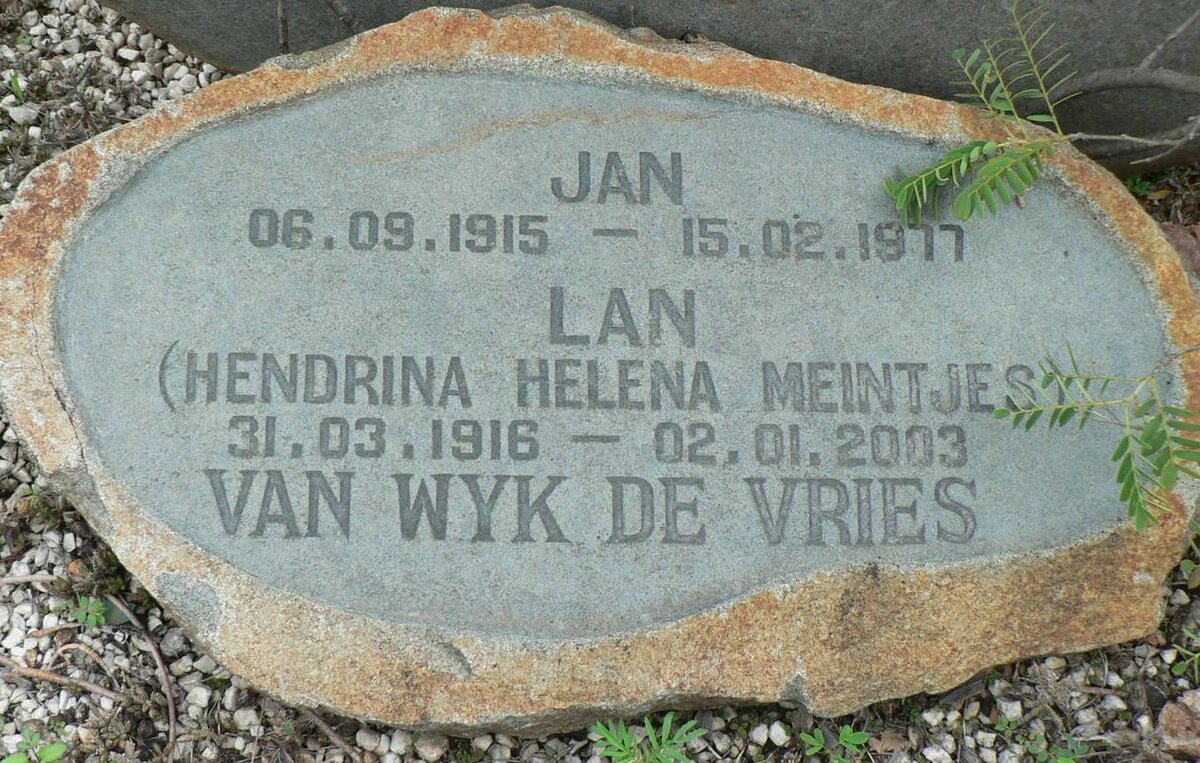 JAN
06.09.1915 — 15.02.1977
LAN
(HENDRINA HELENA MEINTJES)
31.03.1916 — 02.01.2003
VAN WYK DE VRIES